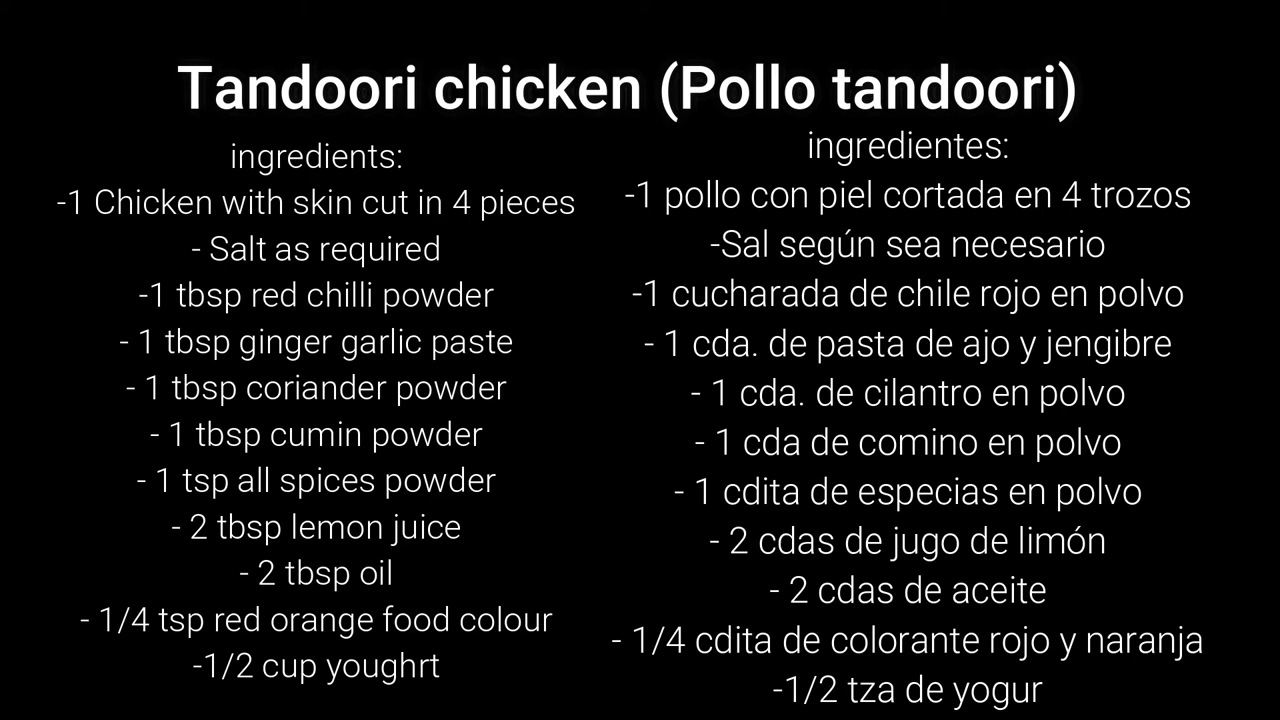 Tandoori chicken (Pollo tandoori)
ingredients:
-1 Chicken with skin cut in 4 pieces
- Salt as required
-1 tbsp red chilli powder
- 1 tbsp ginger garlic paste
- 1 tbsp coriander powder
- 1 tbsp cumin powder
- 1 tsp all spices powder
- 2 tbsp lemon juice
- 2 tbsp oil
- 1/4 tsp red orange food colour
-1/2 cup youghrt
ingredientes:
-1 pollo con piel cortada en 4 trozos
-Sal según sea necesario
-1 cucharada de chile rojo en polvo
- 1 cda. de pasta de ajo y jengibre
- 1 cda. de cilantro en polvo
- 1 cda de comino en polvo
- 1 cdita de especias en polvo
- 2 cdas de jugo de limón
- 2 cdas de aceite
- 1/4 cdita de colorante rojo y naranja
-1/2 tza de yogur